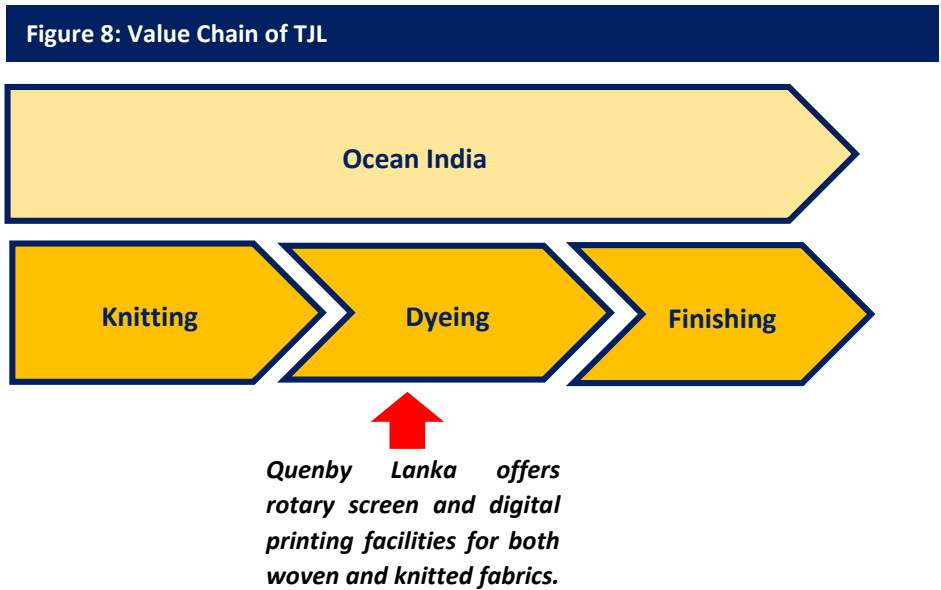 Figure 8: Value Chain of TJL
Ocean India
Knitting
Dyeing
Finishing
Quenby Lanka offers
rotary screen and digital
printing facilities for both
woven and knitted fabrics.